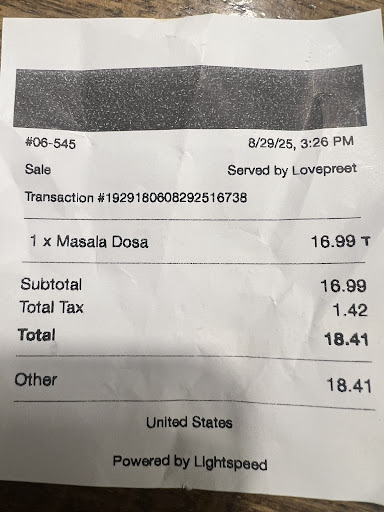 #06-545 8/29/25, 3:26 PM
Sale Served by Lovepreet
Transaction #1929180608292516738
1 x Masala Dosa 16.99 T
Subtotal 16.99
Total Tax 1.42
Total 18.41
Other 18.41
United States
Powered by Lightspeed